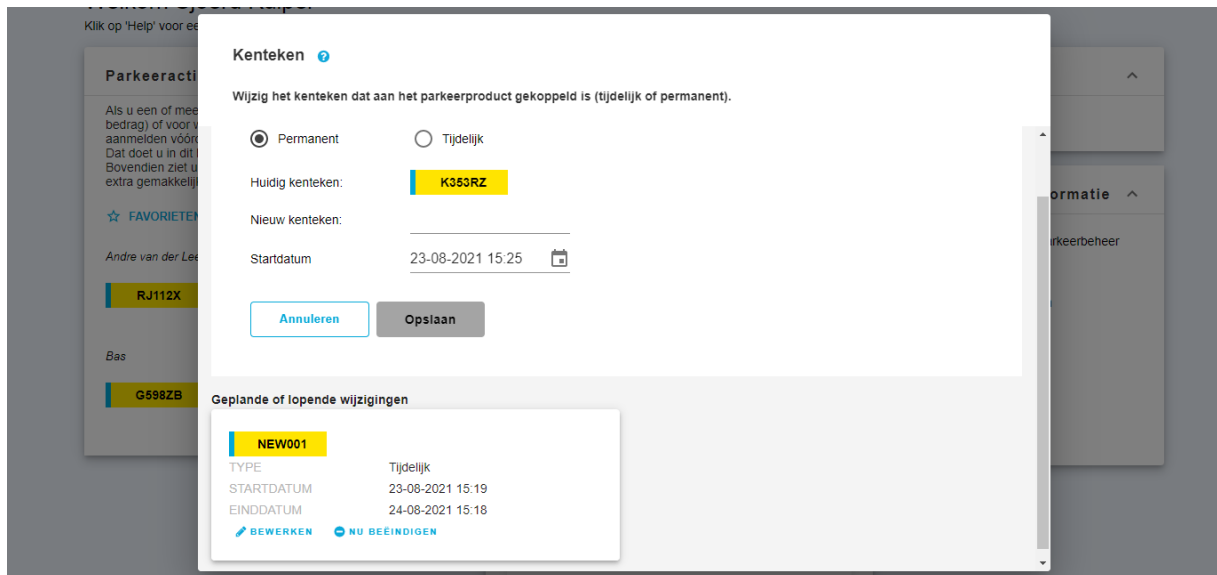 Klik op 'Help' voor ee
Parkeeracti
Als u een of mee
bedrag) of voor v
aanmelden vóórd
Dat doet u in dit
Bovendien ziet u
extra gemakkelij
FAVORIETEN
Andre van der Lee
RJ112X
Bas
G598ZB
Kenteken
Wijzig het kenteken dat aan het parkeerproduct gekoppeld is (tijdelijk of permanent).
Permanent Tijdelijk
Huidig kenteken: K353RZ
Nieuw kenteken:
Startdatum 23-08-2021 15:25
Annuleren Opslaan
Geplande of lopende wijzigingen
NEW001
TYPE Tijdelijk
STARTDATUM 23-08-2021 15:19
EINDDATUM 24-08-2021 15:18
BEWERKEN NU BEËINDIGEN
ormatie
rkeerbeheer